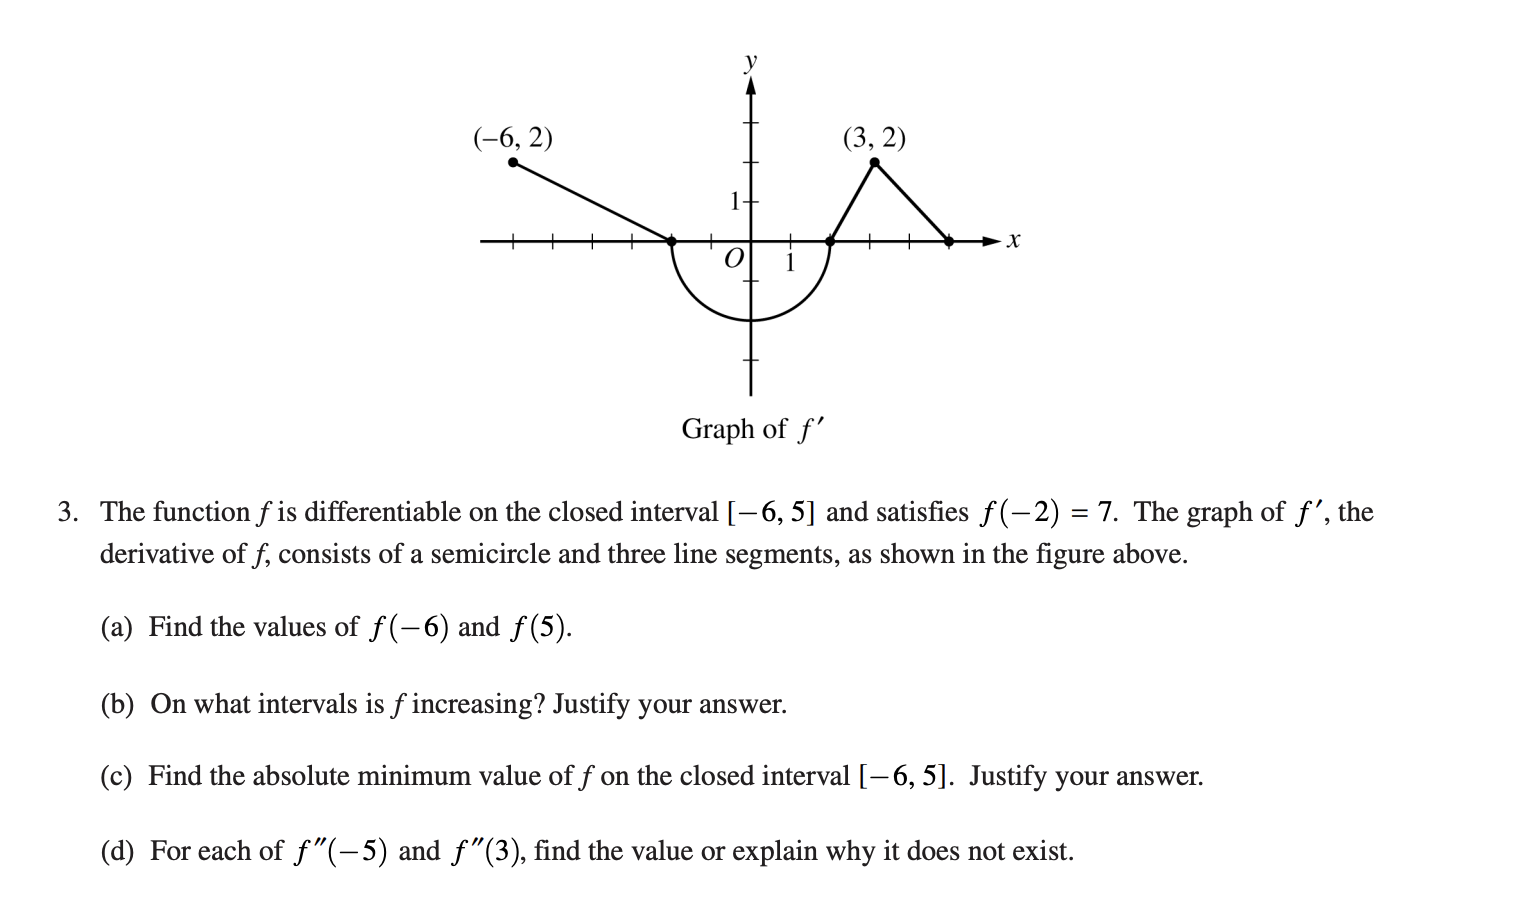 y
(−6, 2)
(3, 2)
1
x
O
1
Graph of f′
3. The function f is differentiable on the closed interval [−6, 5] and satisfies f(−2) = 7. The graph of f′, the
derivative of f, consists of a semicircle and three line segments, as shown in the figure above.
(a) Find the values of f(−6) and f(5).
(b) On what intervals is f increasing? Justify your answer.
(c) Find the absolute minimum value of f on the closed interval [−6, 5]. Justify your answer.
(d) For each of f″(−5) and f″(3), find the value or explain why it does not exist.